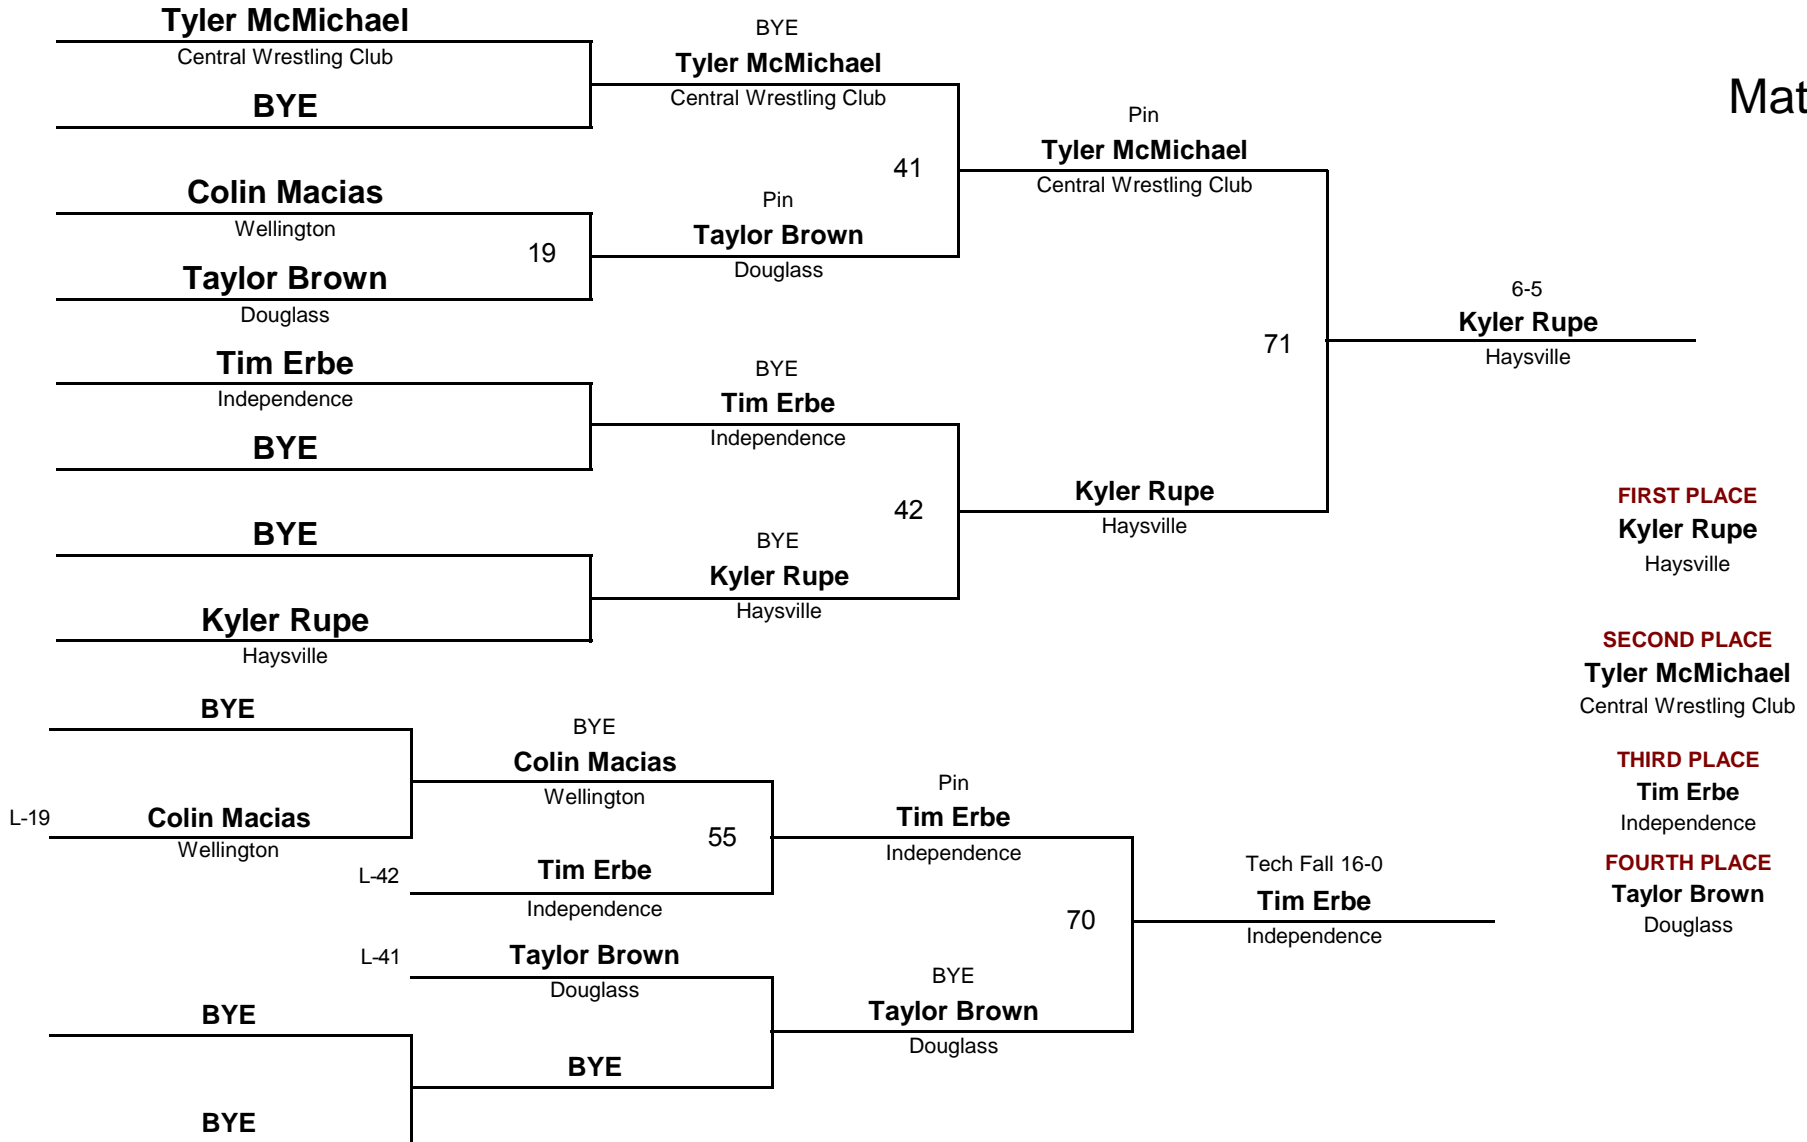 Tyler McMichael
Central Wrestling Club
BYE
Colin Macias
Wellington
19
Taylor Brown
Douglass
Tim Erbe
Independence
BYE
BYE
Kyler Rupe
Haysville
BYE
Tyler McMichael
Central Wrestling Club
41
Pin
Taylor Brown
Douglass
BYE
Tim Erbe
Independence
42
BYE
Kyler Rupe
Haysville
Pin
Tyler McMichael
Central Wrestling Club
71
Kyler Rupe
Haysville
6-5
Kyler Rupe
Haysville
Mat
FIRST PLACE
Kyler Rupe
Haysville
SECOND PLACE
Tyler McMichael
Central Wrestling Club
THIRD PLACE
Tim Erbe
Independence
FOURTH PLACE
Taylor Brown
Douglass
BYE
L-19
Colin Macias
Wellington
BYE
BYE
BYE
Colin Macias
Wellington
55
L-42
Tim Erbe
Independence
L-41
Taylor Brown
Douglass
BYE
Pin
Tim Erbe
Independence
70
BYE
Taylor Brown
Douglass
Tech Fall 16-0
Tim Erbe
Independence